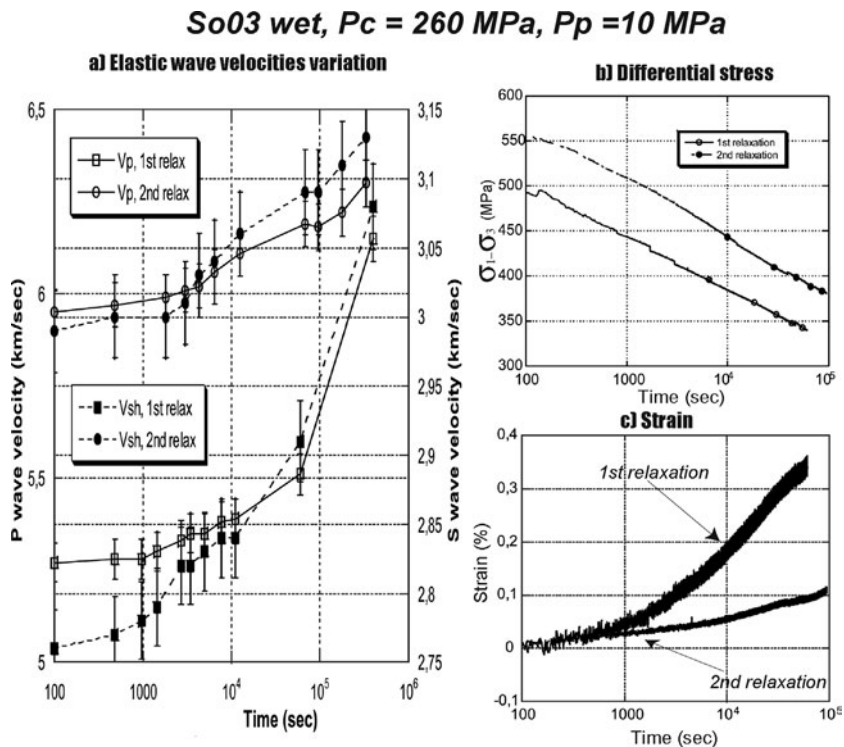 So03 wet, Pc = 260 MPa, Pp =10 MPa
a) Elastic wave velocities variation
6,5
6
5,5
5
P wave velocity (km/sec)
Vp, 1st relax
Vp, 2nd relax
Vsh, 1st relax
Vsh, 2nd relax
3,15
3,1
3,05
3
2,95
2,9
2,85
2,8
2,75
S wave velocity (km/sec)
100 1000 10⁴ 10⁵ 10⁶
Time (sec)
b) Differential stress
600
550
500
450
400
350
300
σ1-σ3 (MPa)
1st relaxation
2nd relaxation
100 1000 10⁴ 10⁵
Time (sec)
c) Strain
0,4
0,3
0,2
0,1
0
-0,1
Strain (%)
1st relaxation
2nd relaxation
100 1000 10⁴ 10⁵
Time (sec)